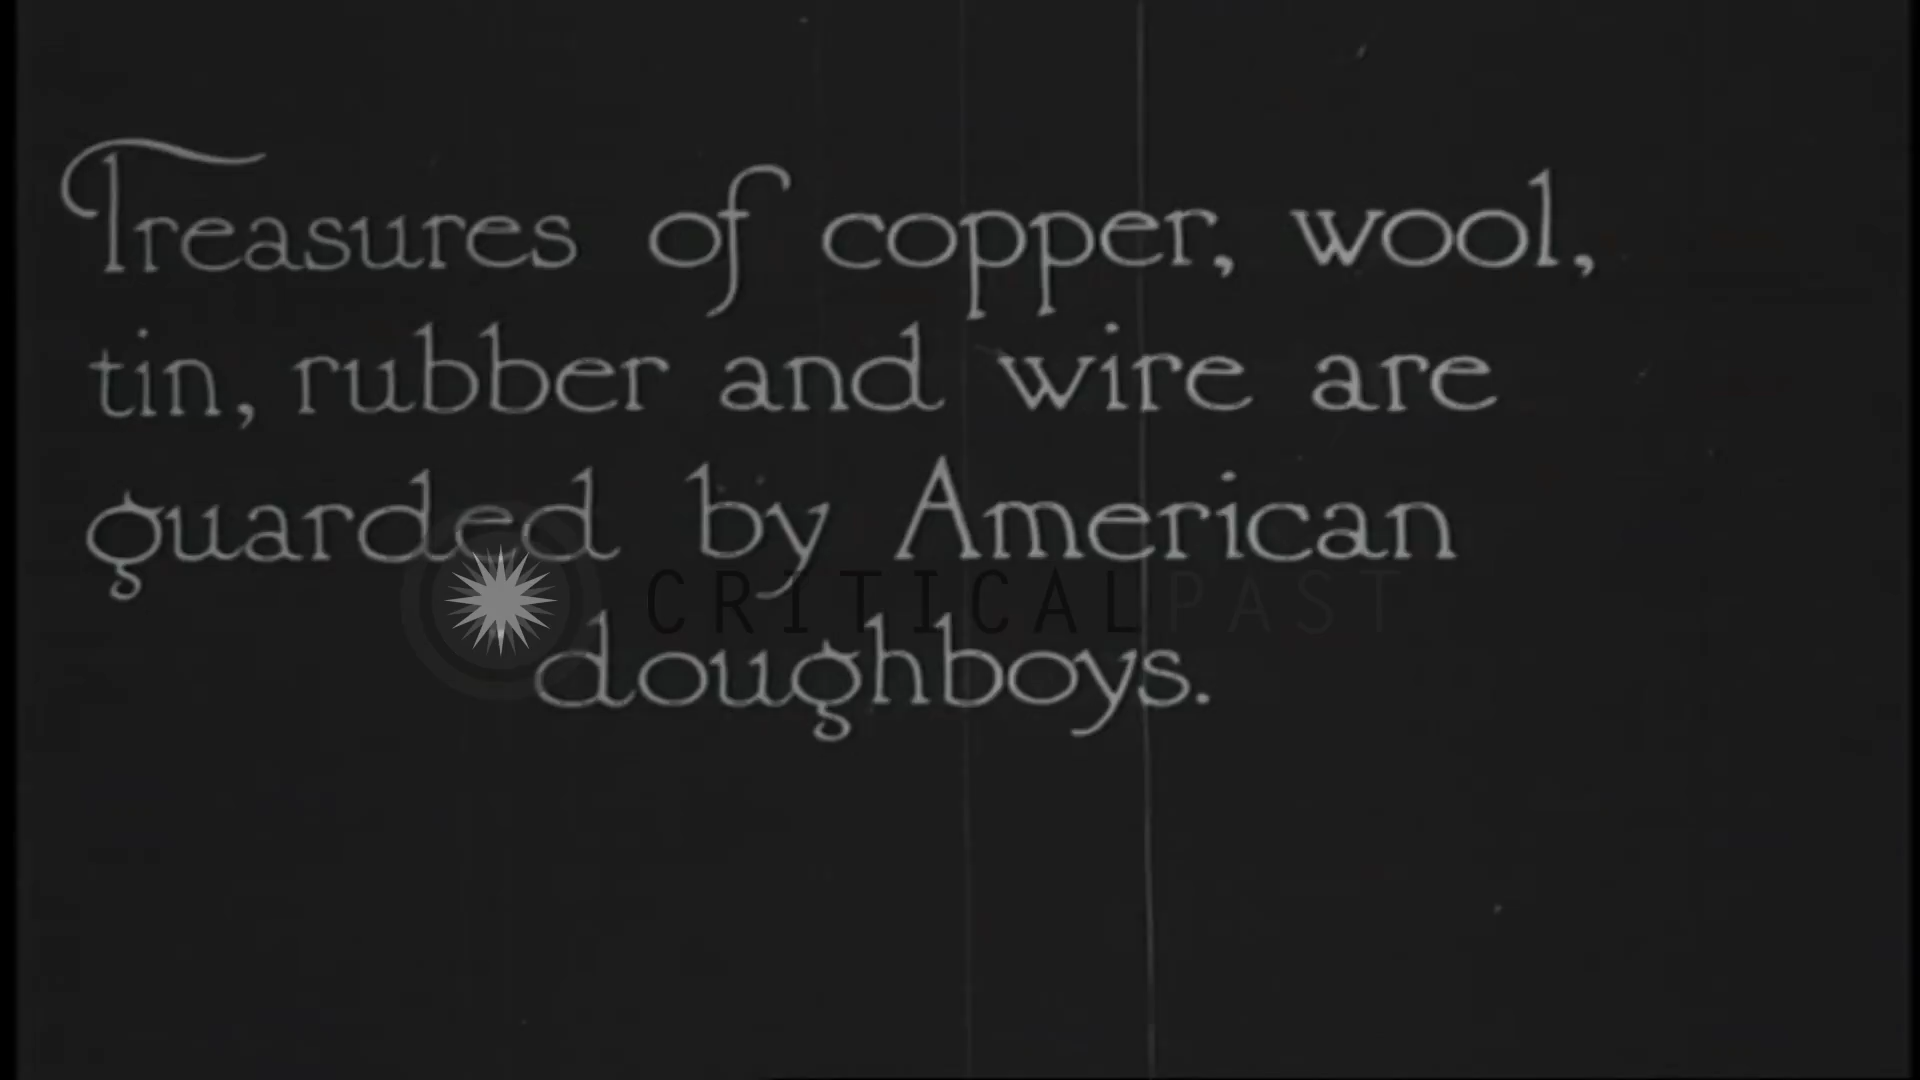 Treasures of copper, wool,
tin, rubber and wire are
guarded by American
CRITICALPAST
doughboys.